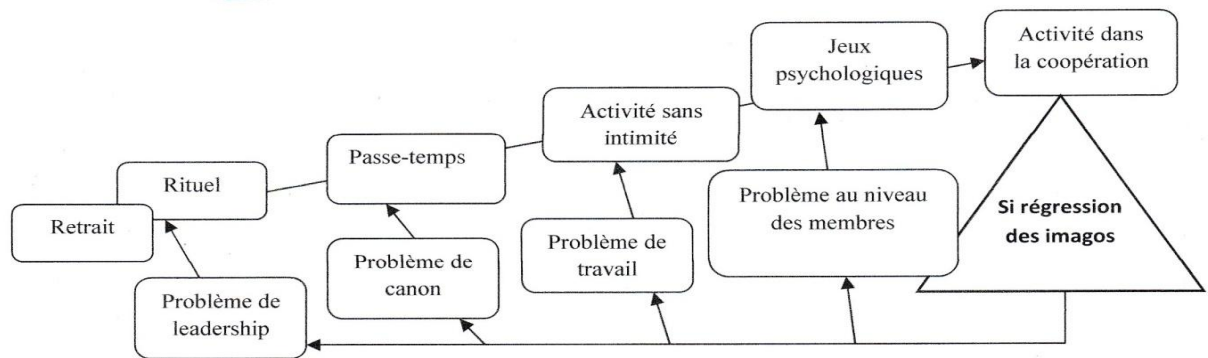 Retrait
Rituel
Passe-temps
Activité sans
intimité
Jeux
psychologiques
Activité dans
la coopération
Problème de
leadership
Problème de
canon
Problème de
travail
Problème au niveau
des membres
Si régression
des imagos